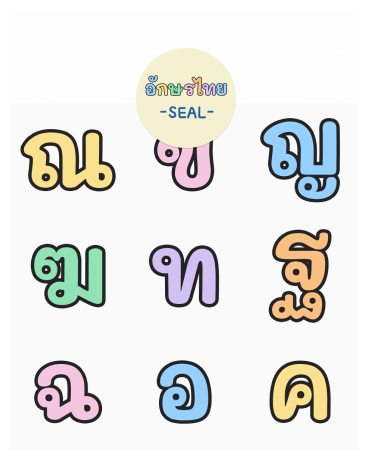 อักษรไทย
-SEAL-
ณ ข ญ
ฆ ท ฐ
ฉ อ ค